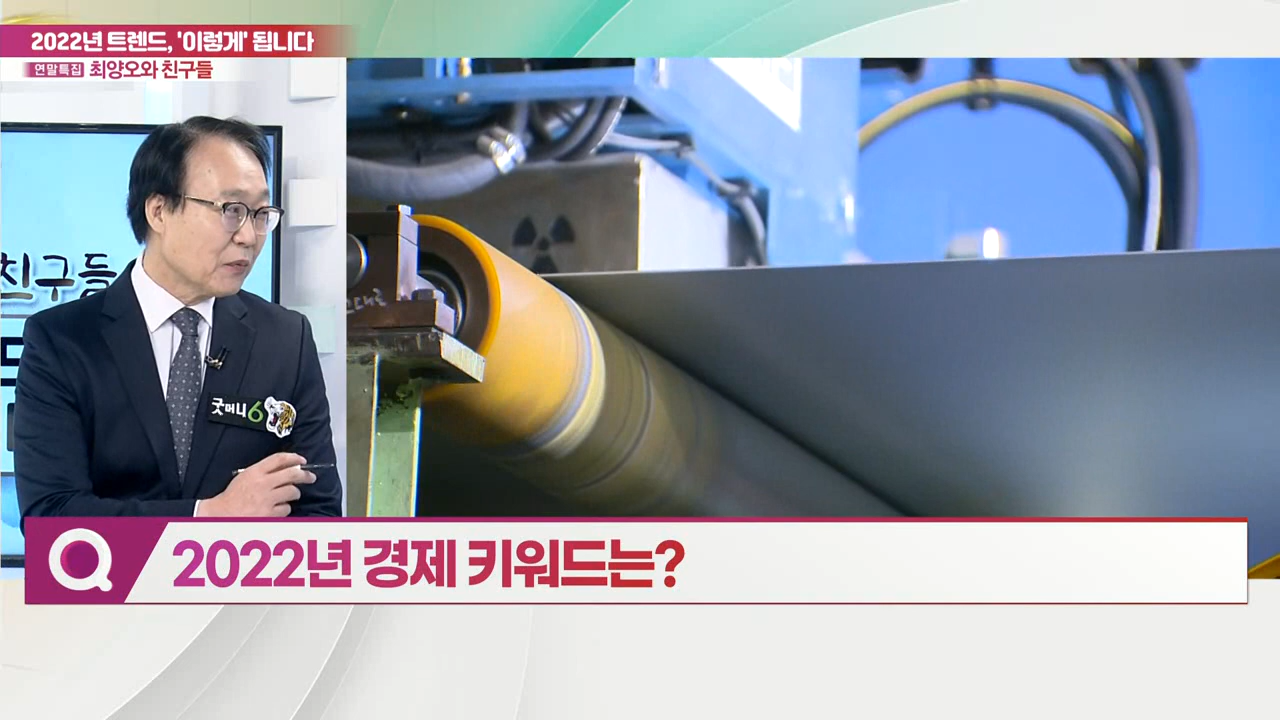 2022년 트렌드, '이렇게' 됩니다
연말특집 최양오와 친구들
친구들
굿머니6
Q 2022년 경제 키워드는?